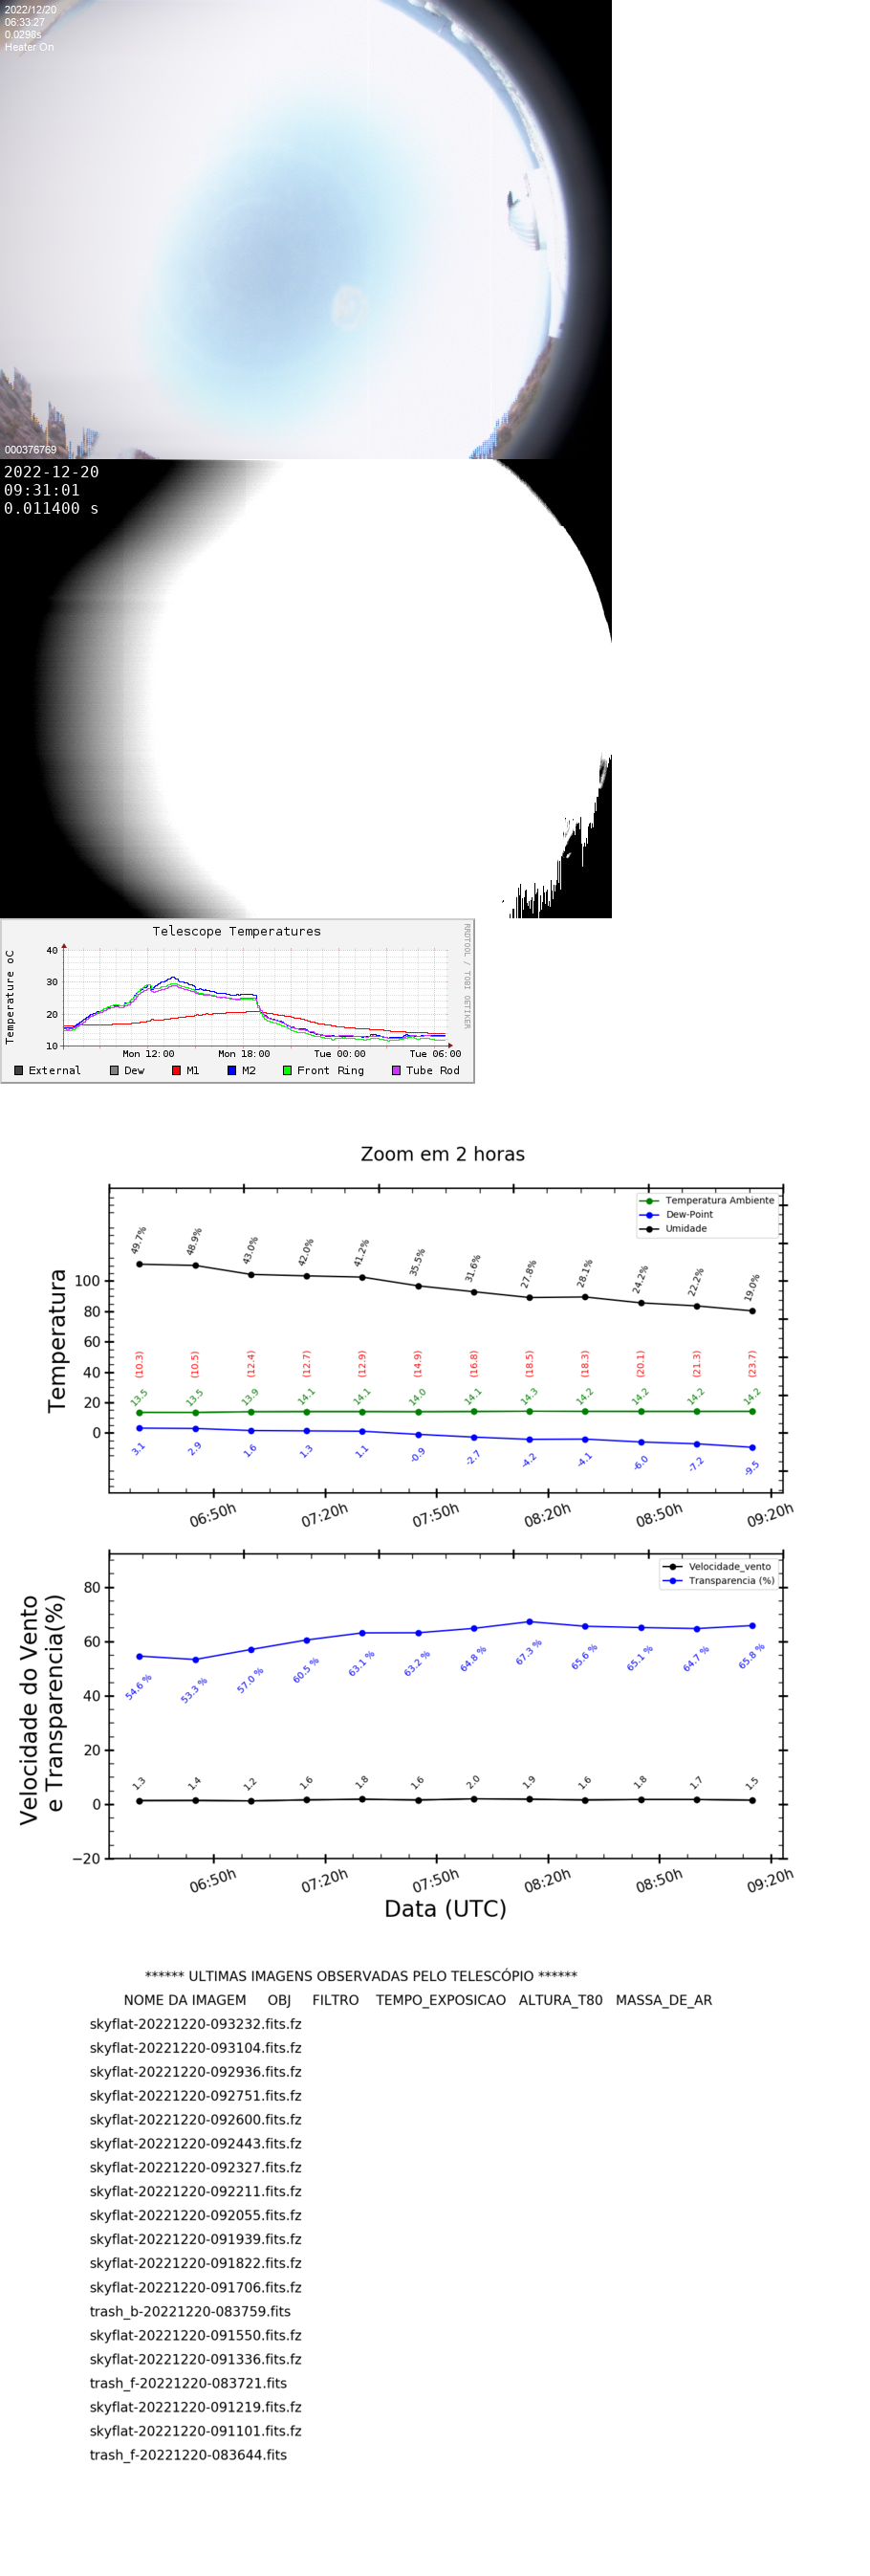 2022/12/20
06:33:27
0.0298s
Heater On
000376769
2022-12-20
09:31:01
0.011400 s
Telescope Temperatures
Temperature oC
RRDTOOL / TOBI OETIKER
40
30
20
10
Mon 12:00 Mon 18:00 Tue 00:00 Tue 06:00
External Dew M1 M2 Front Ring Tube Rod
Zoom em 2 horas
Temperatura Ambiente
Dew-Point
Umidade
Temperatura
49.7% 48.9% 43.0% 42.0% 41.2% 35.5% 31.6% 27.8% 28.1% 24.2% 22.2% 19.0%
100
80
60
40
20
0
(10.3) (10.5) (12.4) (12.7) (12.9) (14.9) (16.8) (18.5) (18.3) (20.1) (21.3) (23.7)
13.5 13.5 13.9 14.1 14.1 14.0 14.1 14.3 14.2 14.2 14.2 14.2
3.1 2.9 1.6 1.3 1.1 -0.9 -2.7 -4.2 -4.1 -6.0 -7.2 -9.5
06:50h 07:20h 07:50h 08:20h 08:50h 09:20h
Velocidade_vento
Transparencia (%)
Velocidade do Vento
e Transparencia(%)
80
60
40
20
0
−20
54.6 % 53.3 % 57.0 % 60.5 % 63.1 % 63.2 % 64.8 % 67.3 % 65.6 % 65.1 % 64.7 % 65.8 %
1.3 1.4 1.2 1.6 1.8 1.6 2.0 1.9 1.6 1.8 1.7 1.5
06:50h 07:20h 07:50h 08:20h 08:50h 09:20h
Data (UTC)
****** ULTIMAS IMAGENS OBSERVADAS PELO TELESCÓPIO ******
NOME DA IMAGEM OBJ FILTRO TEMPO_EXPOSICAO ALTURA_T80 MASSA_DE_AR
skyflat-20221220-093232.fits.fz
skyflat-20221220-093104.fits.fz
skyflat-20221220-092936.fits.fz
skyflat-20221220-092751.fits.fz
skyflat-20221220-092600.fits.fz
skyflat-20221220-092443.fits.fz
skyflat-20221220-092327.fits.fz
skyflat-20221220-092211.fits.fz
skyflat-20221220-092055.fits.fz
skyflat-20221220-091939.fits.fz
skyflat-20221220-091822.fits.fz
skyflat-20221220-091706.fits.fz
trash_b-20221220-083759.fits
skyflat-20221220-091550.fits.fz
skyflat-20221220-091336.fits.fz
trash_f-20221220-083721.fits
skyflat-20221220-091219.fits.fz
skyflat-20221220-091101.fits.fz
trash_f-20221220-083644.fits